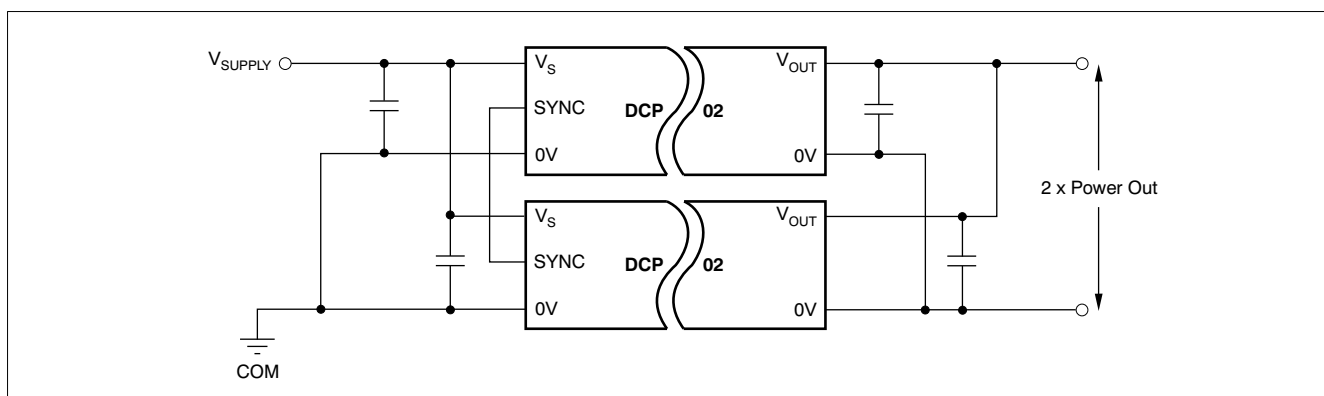 VSUPPLY
VS
SYNC
0V
DCP
02
VOUT
0V
2 x Power Out
VS
SYNC
0V
DCP
02
VOUT
0V
COM